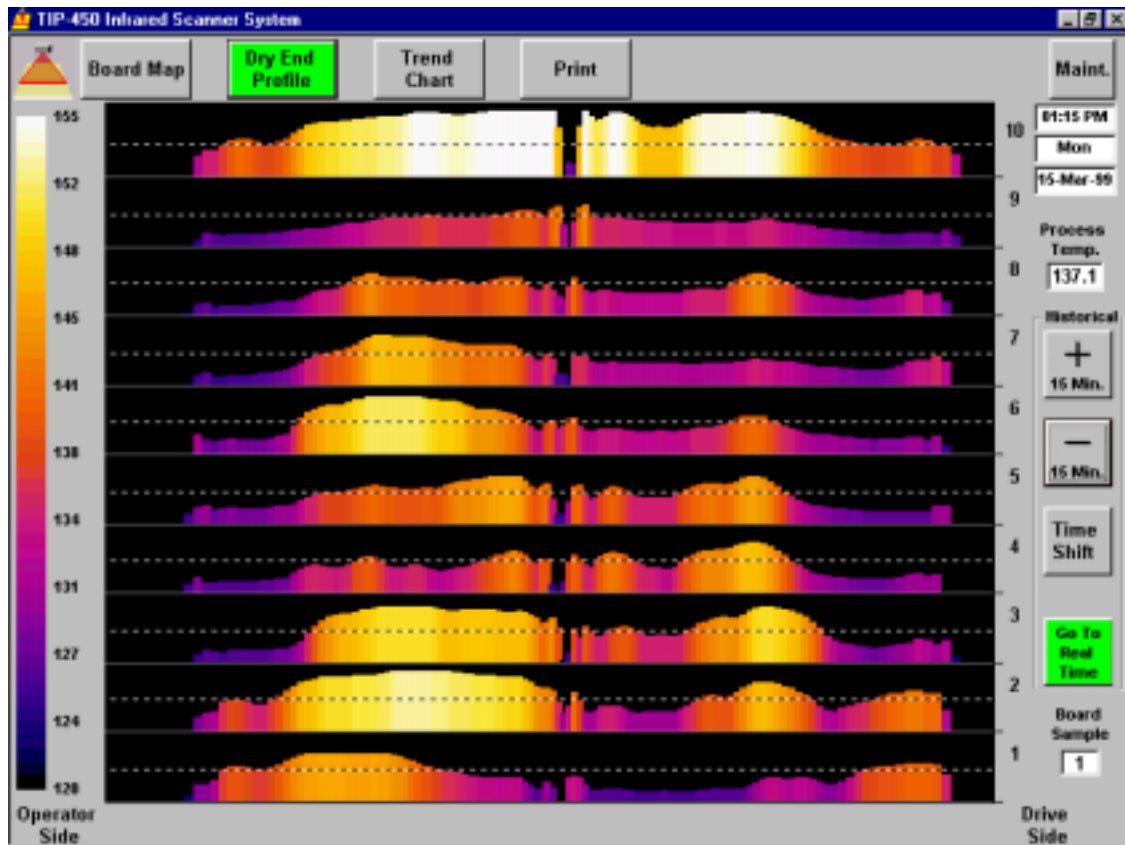 TIP-450 Infrared Scanner System
Board Map
Dry End
Profile
Trend
Chart
Print
Maint.
155
152
148
145
141
138
134
131
127
124
120
10
9
8
7
6
5
4
3
2
1
01:15 PM
Mon
15-Mar-99
Process
Temp.
137.1
Historical
+
15 Min.
—
15 Min.
Time
Shift
Go To
Real
Time
Board
Sample
1
Operator
Side
Drive
Side